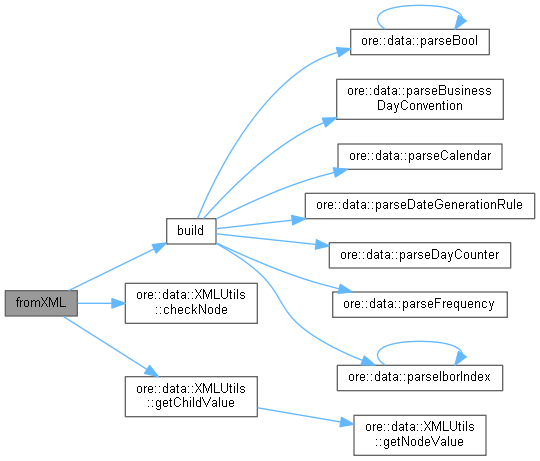 ore::data::parseBool
ore::data::parseBusiness
DayConvention
ore::data::parseCalendar
ore::data::parseDateGenerationRule
build
ore::data::parseDayCounter
fromXML
ore::data::XMLUtils
::checkNode
ore::data::parseFrequency
ore::data::parseIborIndex
ore::data::XMLUtils
::getChildValue
ore::data::XMLUtils
::getNodeValue